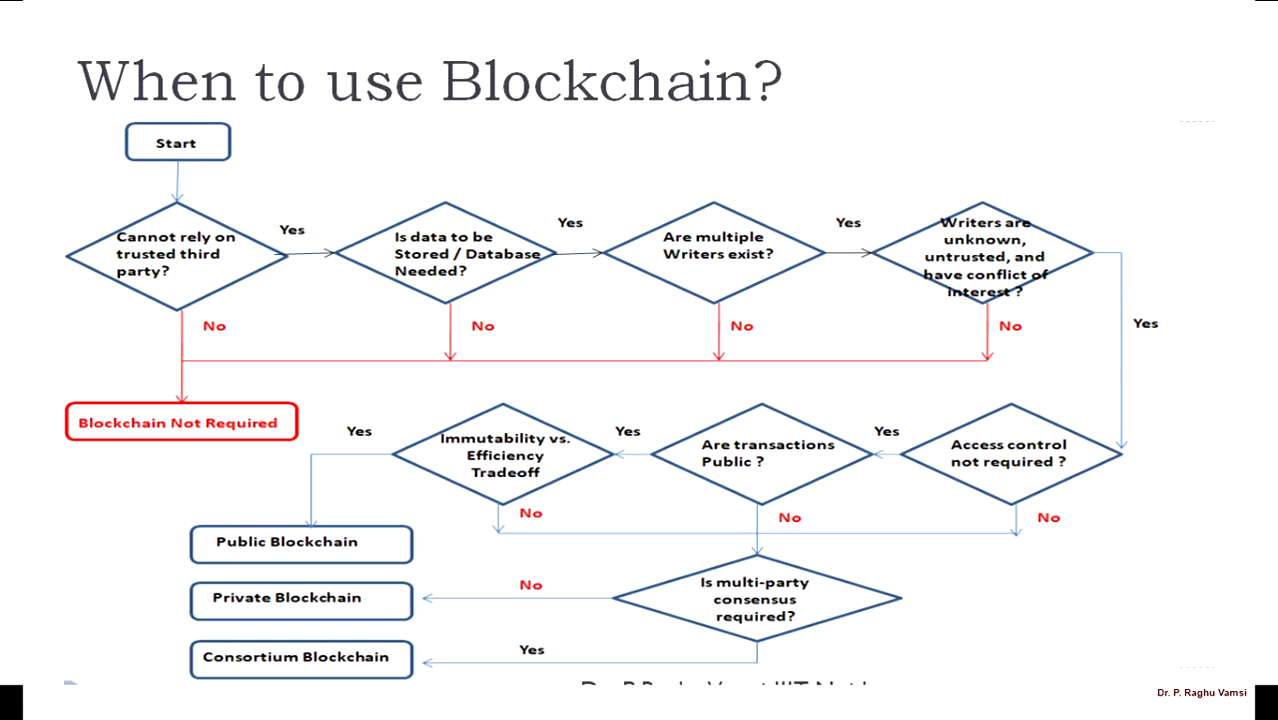 When to use Blockchain?
Start
Cannot rely on
trusted third
party?
Yes
Is data to be
Stored / Database
Needed?
Yes
Are multiple
Writers exist?
Yes
Writers are
unknown,
untrusted, and
have conflict of
interest ?
Yes
No
No
No
No
Blockchain Not Required
Access control
not required ?
Yes
Are transactions
Public ?
Yes
Immutability vs.
Efficiency
Tradeoff
Yes
No
No
No
Public Blockchain
Is multi-party
consensus
required?
No
Private Blockchain
Yes
Consortium Blockchain
Dr. P. Raghu Vamsi